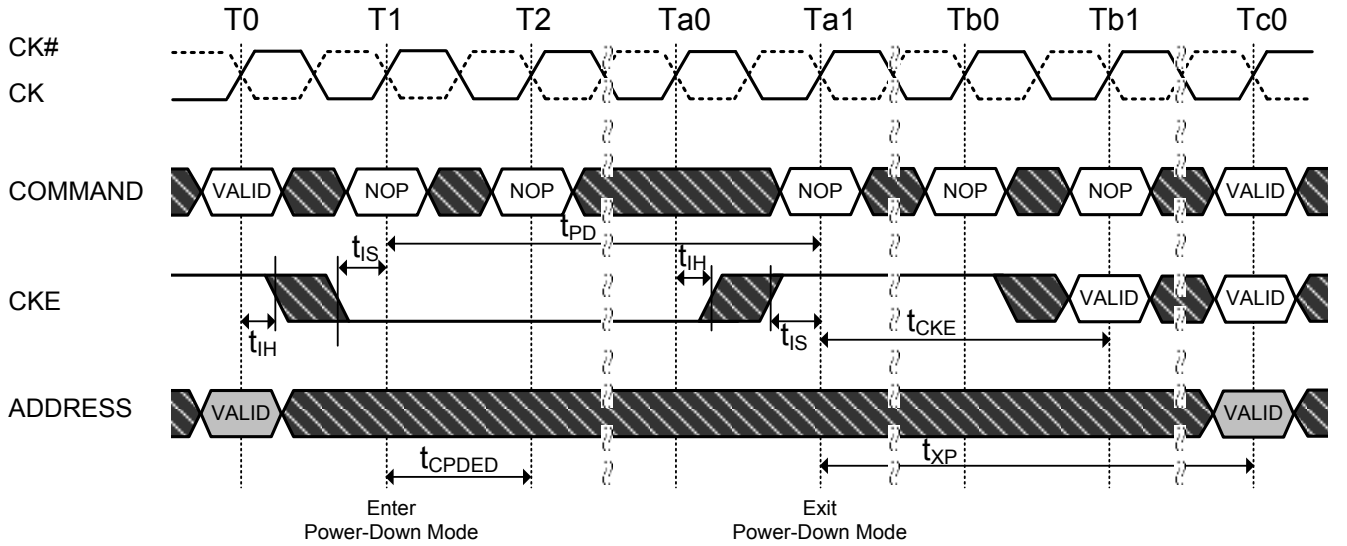 T0 T1 T2 Ta0 Ta1 Tb0 Tb1 Tc0
CK#
CK
COMMAND VALID NOP NOP NOP NOP NOP VALID
tPD
tIS tIH
CKE VALID VALID
tIH tIS tCKE
ADDRESS VALID VALID
tCPDED tXP
Enter
Power-Down Mode
Exit
Power-Down Mode